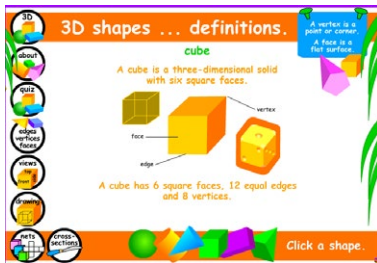 3D
3D shapes ... definitions.
A vertex is a
point or corner.
A face is a
flat surface.
about
cube
A cube is a three-dimensional solid
with six square faces.
quiz
vertex
face
edge
edges
vertices
faces
views
top
front
A cube has 6 square faces, 12 equal edges
and 8 vertices.
drawing
nets
cross-
sections
Click a shape.